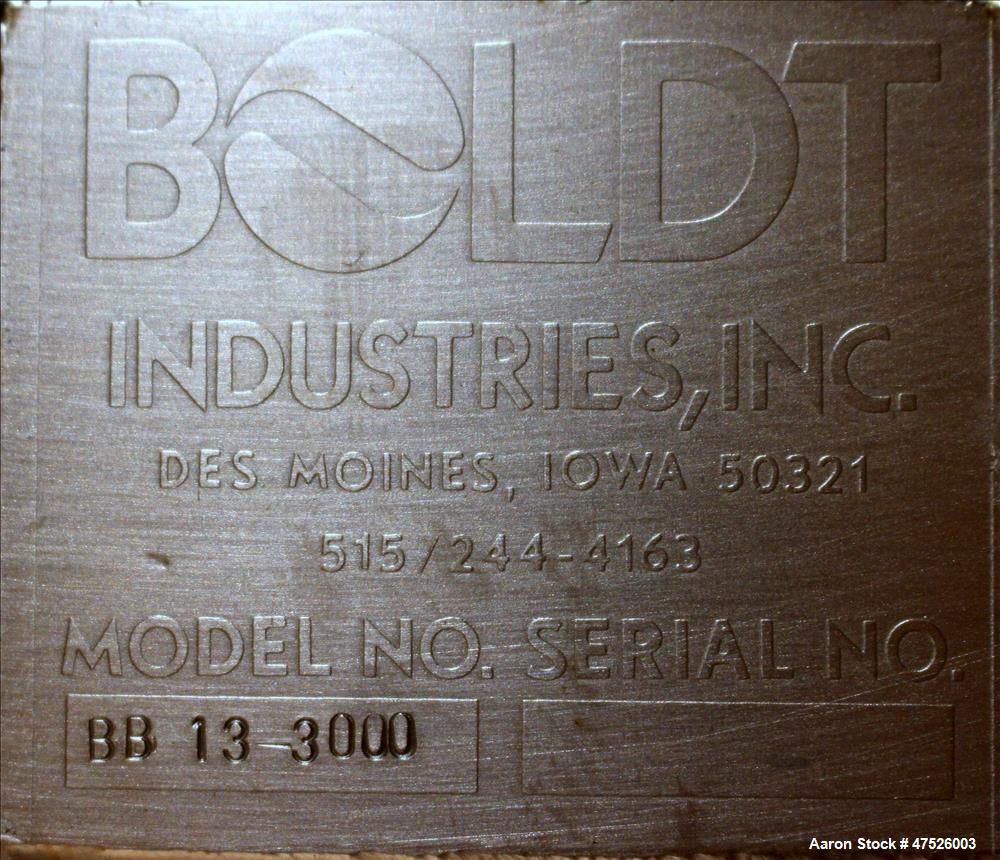 BOLDT
INDUSTRIES, INC.
DES MOINES, IOWA 50321
515/244-4163
MODEL NO. SERIAL NO.
BB 13-3000
Aaron Stock # 47526003